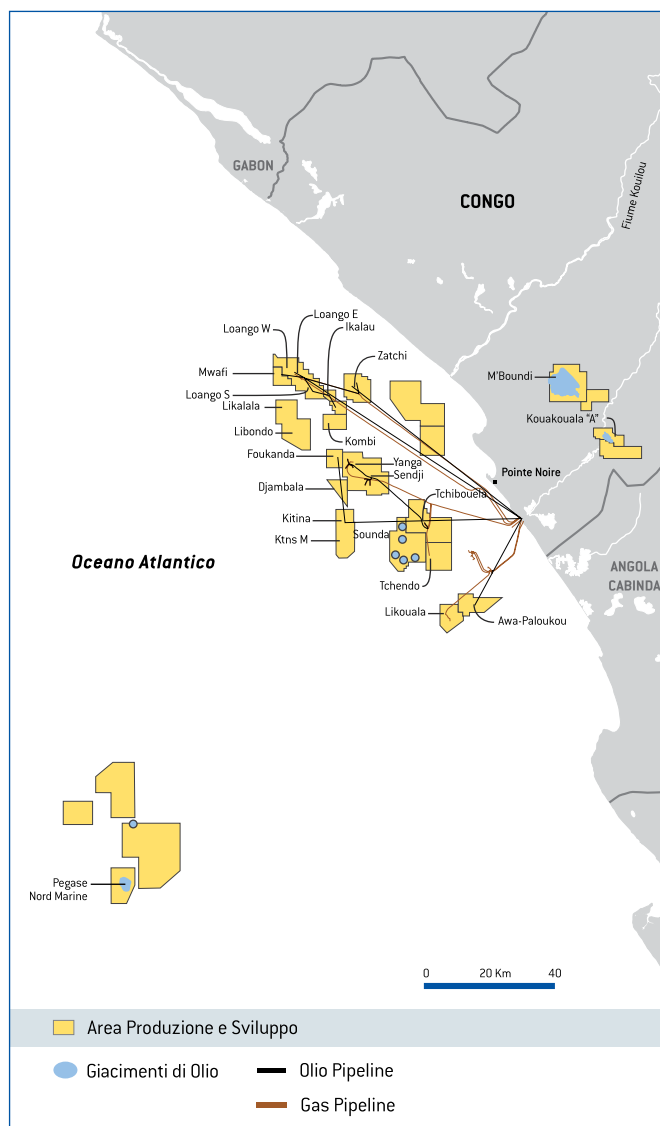 GABON
CONGO
Fiume Kouilou
Loango E
Loango W
Ikalau
Zatchi
Mwafi
M'Boundi
Loango S
Likalala
Kouakouala "A"
Libondo
Kombi
Foukanda
Yanga
Pointe Noire
Sendji
Djambala
Tchibouela
Kitina
Sounda
Ktns M
Oceano Atlantico
ANGOLA
CABINDA
Tchendo
Likouala
Awa-Paloukou
Pegase
Nord Marine
0 20 Km 40
Area Produzione e Sviluppo
Giacimenti di Olio
Olio Pipeline
Gas Pipeline